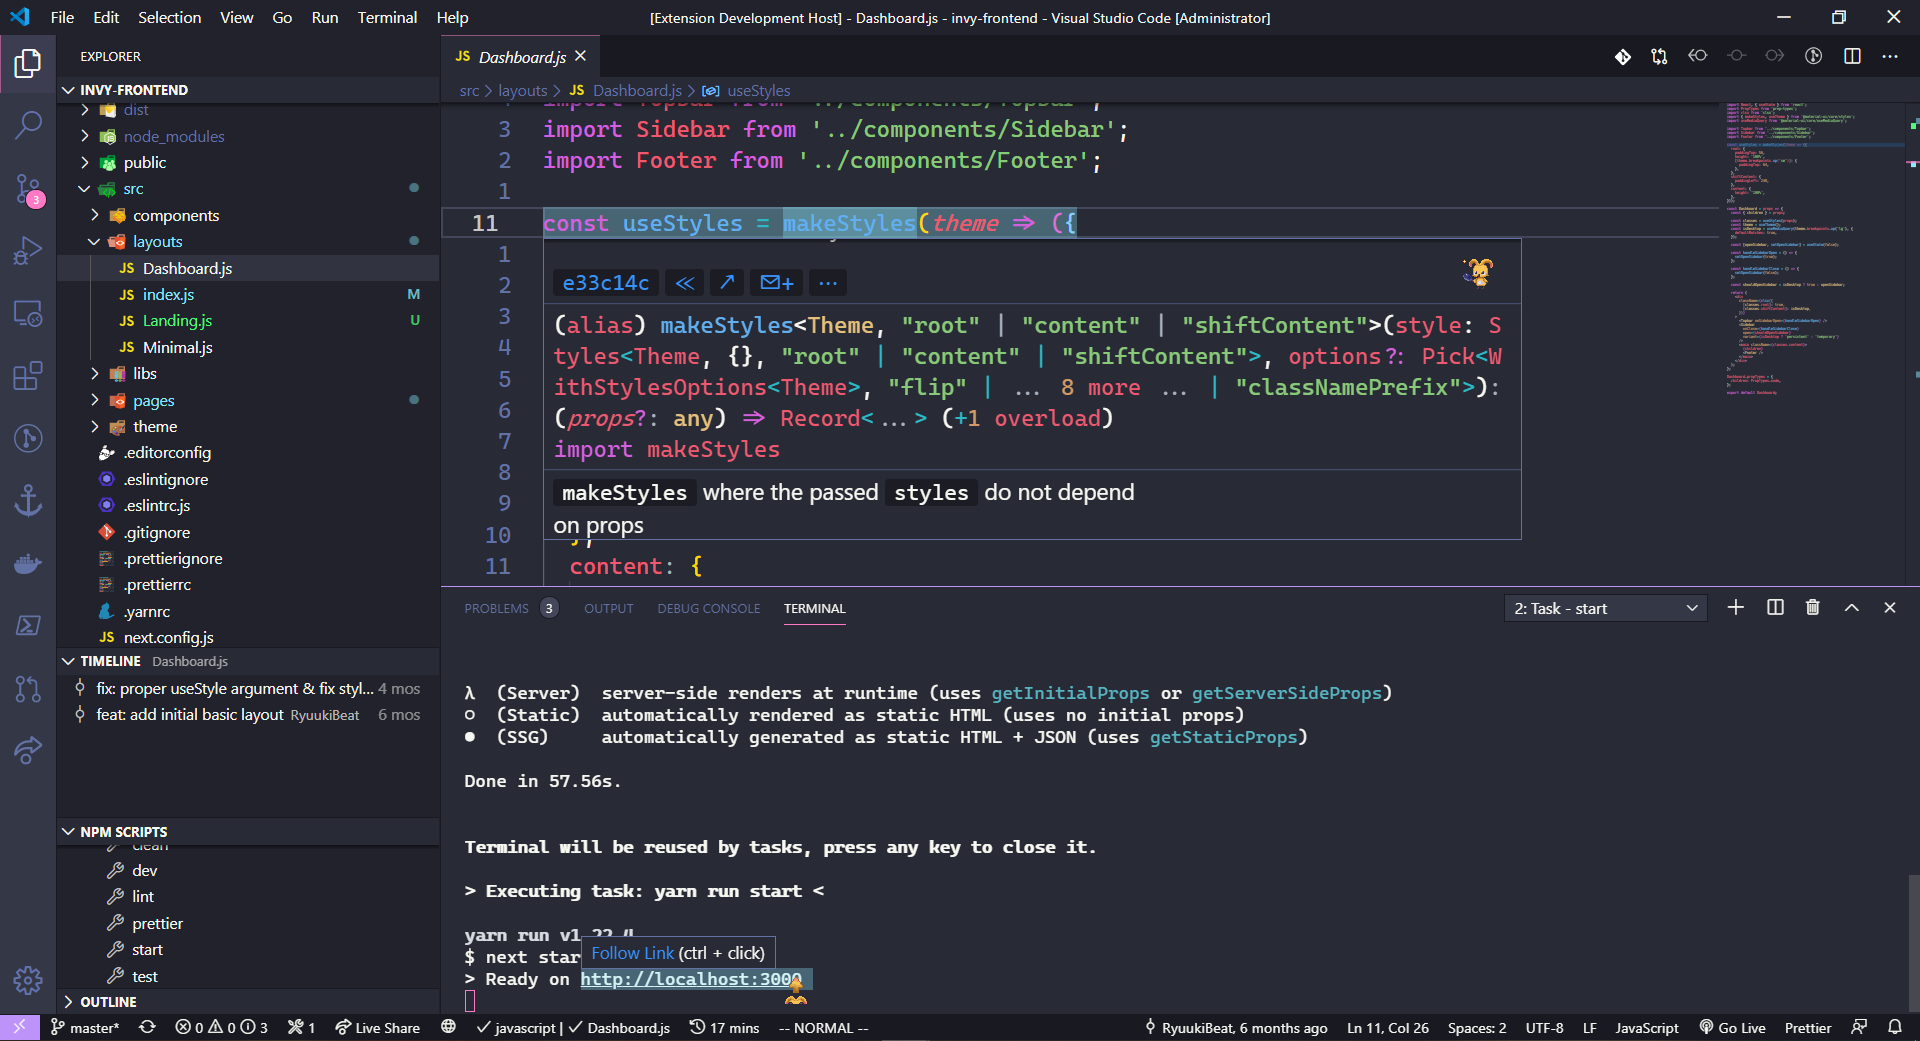 File Edit Selection View Go Run Terminal Help
[Extension Development Host] - Dashboard.js - invy-frontend - Visual Studio Code [Administrator]
EXPLORER
INVY-FRONTEND
dist
node_modules
public
src
components
layouts
JS Dashboard.js
JS index.js M
JS Landing.js U
JS Minimal.js
libs
pages
theme
.editorconfig
.eslintignore
.eslintrc.js
.gitignore
.prettierignore
.prettierrc
.yarnrc
JS next.config.js
3
TIMELINE Dashboard.js
fix: proper useStyle argument & fix styl... 4 mos
feat: add initial basic layout RyuukiBeat 6 mos
NPM SCRIPTS
clean
dev
lint
prettier
start
test
OUTLINE
JS Dashboard.js
src > layouts > JS Dashboard.js > useStyles
4 import TopBar from '../components/TopBar';
3 import Sidebar from '../components/Sidebar';
2 import Footer from '../components/Footer';
1
11 const useStyles = makeStyles(theme => ({
1
2 e33c14c ≪ ↗ + ...
3 (alias) makeStyles<Theme, "root" | "content" | "shiftContent">(style: S
4 tyles<Theme, {}, "root" | "content" | "shiftContent">, options?: Pick<W
5 ithStylesOptions<Theme>, "flip" | ... 8 more ... | "classNamePrefix">):
6 (props?: any) => Record<...> (+1 overload)
7 import makeStyles
8 makeStyles where the passed styles do not depend
9 on props
10 },
11 content: {
PROBLEMS 3 OUTPUT DEBUG CONSOLE TERMINAL
2: Task - start
λ (Server) server-side renders at runtime (uses getInitialProps or getServerSideProps)
○ (Static) automatically rendered as static HTML (uses no initial props)
● (SSG) automatically generated as static HTML + JSON (uses getStaticProps)
Done in 57.56s.
Terminal will be reused by tasks, press any key to close it.
> Executing task: yarn run start <
yarn run v1.22.4
Follow Link (ctrl + click)
$ next star
> Ready on http://localhost:3000
master* 0 0 3 1 Live Share javascript | Dashboard.js 17 mins -- NORMAL --
RyuukiBeat, 6 months ago Ln 11, Col 26 Spaces: 2 UTF-8 LF JavaScript Go Live Prettier